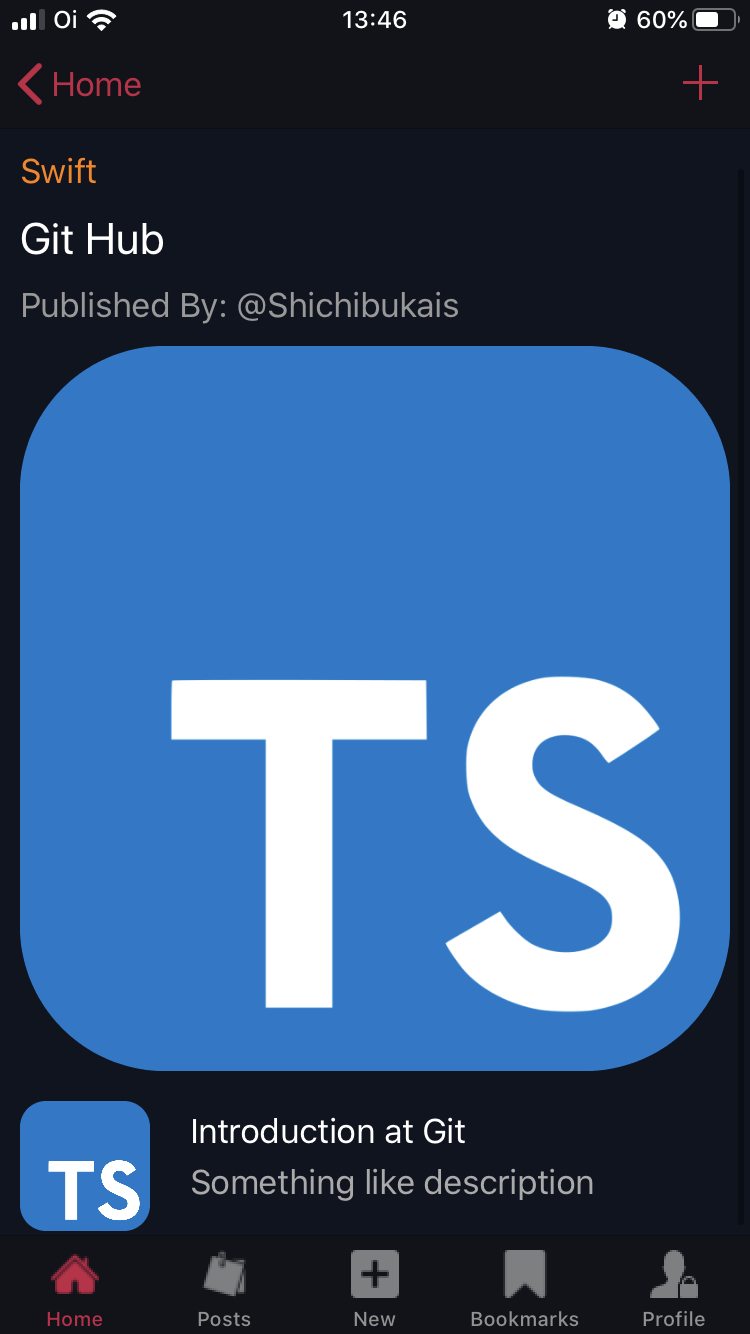 Oi 13:46 60%
Home
Swift
Git Hub
Published By: @Shichibukais
TS
TS
Introduction at Git
Something like description
Home Posts New Bookmarks Profile